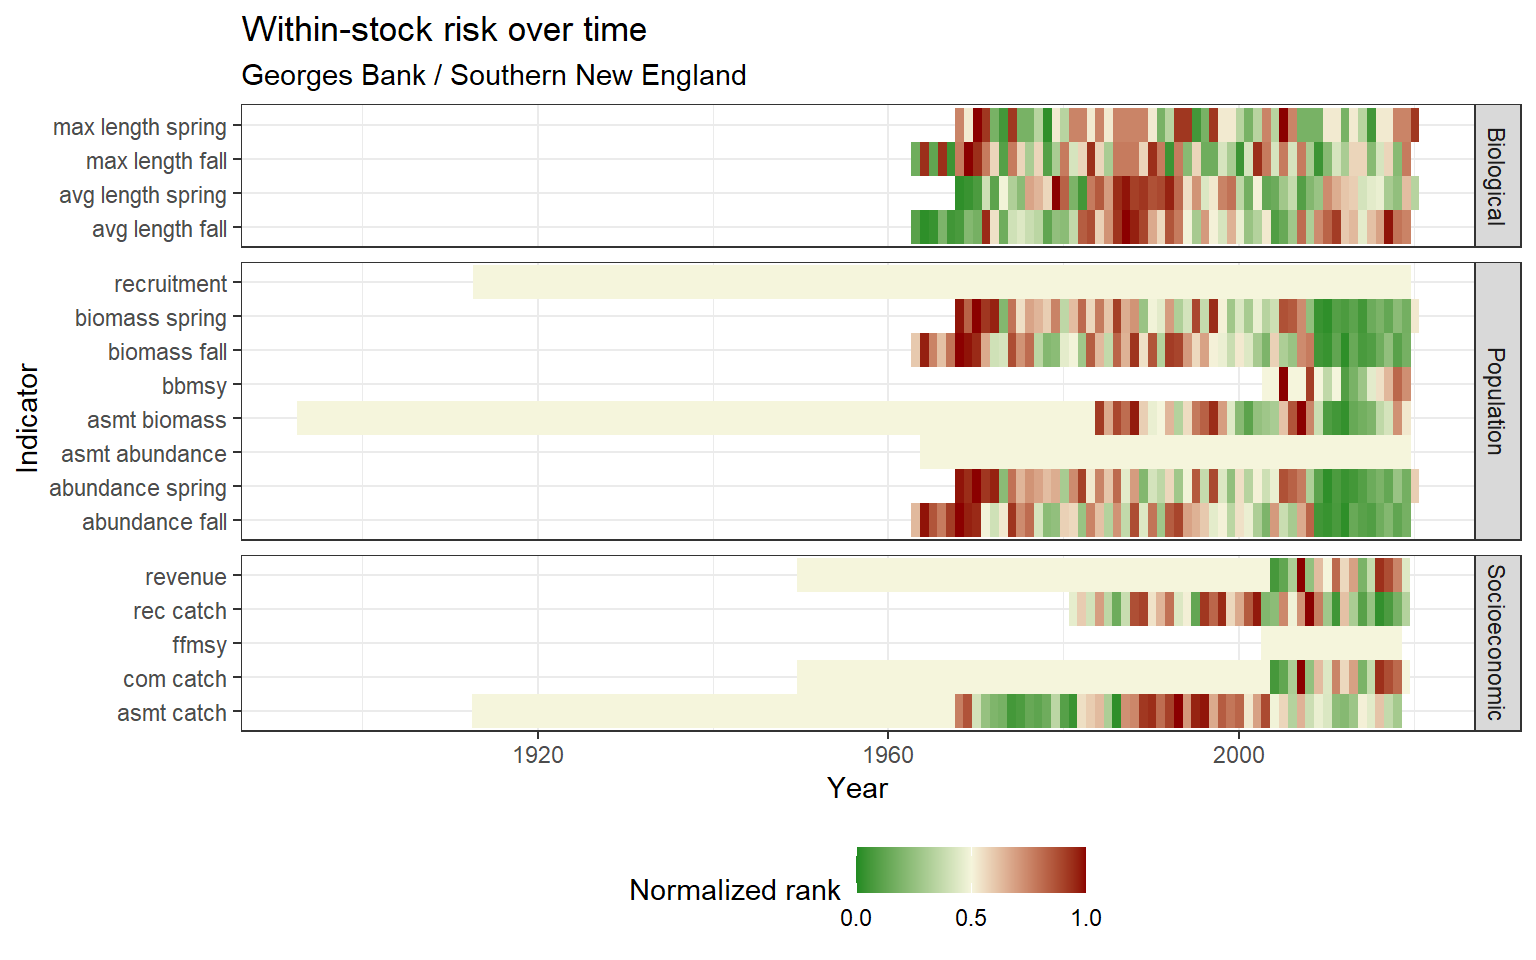 Within-stock risk over time
Georges Bank / Southern New England
Indicator
max length spring
max length fall
avg length spring
avg length fall
Biological
recruitment
biomass spring
biomass fall
bbmsy
asmt biomass
asmt abundance
abundance spring
abundance fall
Population
revenue
rec catch
ffmsy
com catch
asmt catch
Socioeconomic
1920 1960 2000
Year
Normalized rank
0.0 0.5 1.0